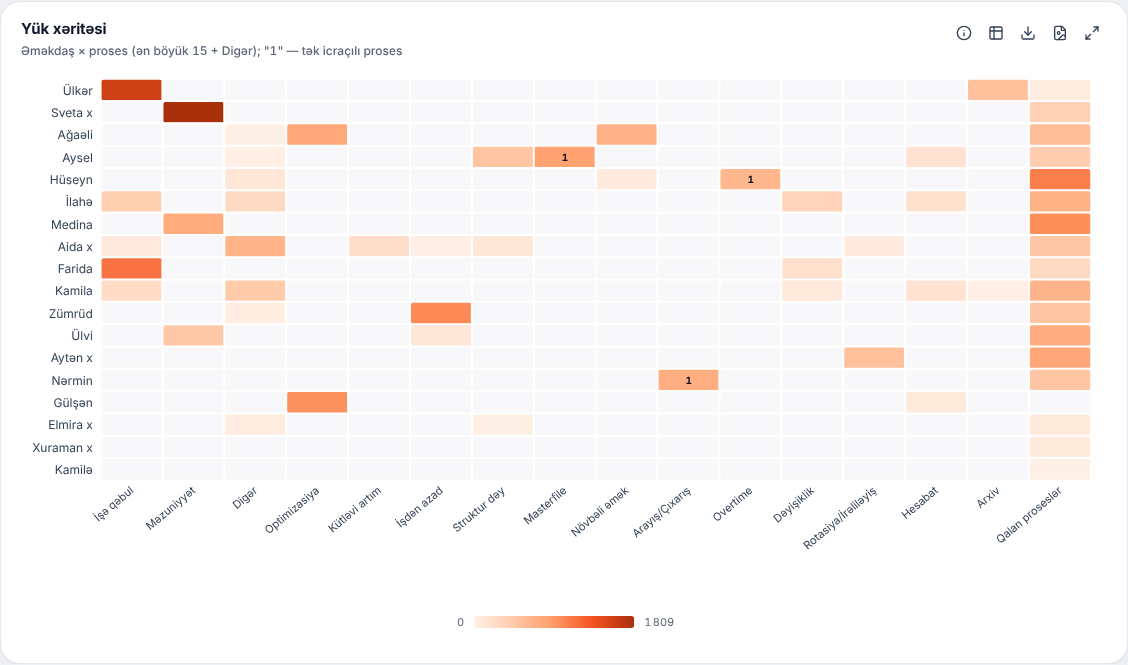 Yük xəritəsi
Əməkdaş × proses (ən böyük 15 + Digər); "1" — tək icraçılı proses
Ülkər
Sveta x
Ağaəli
Aysel 1
Hüseyn 1
İlahə
Medina
Aida x
Farida
Kamila
Zümrüd
Ülvi
Aytən x
Nərmin 1
Gülşən
Elmira x
Xuraman x
Kamilə
İşə qəbul
Məzuniyyət
Digər
Optimizasiya
Kütləvi artım
İşdən azad
Struktur dəy
Masterfile
Növbəli əmək
Arayış/Çıxarış
Overtime
Dəyişiklik
Rotasiya/İrəliləyiş
Hesabat
Arxiv
Qalan proseslər
0 1 809